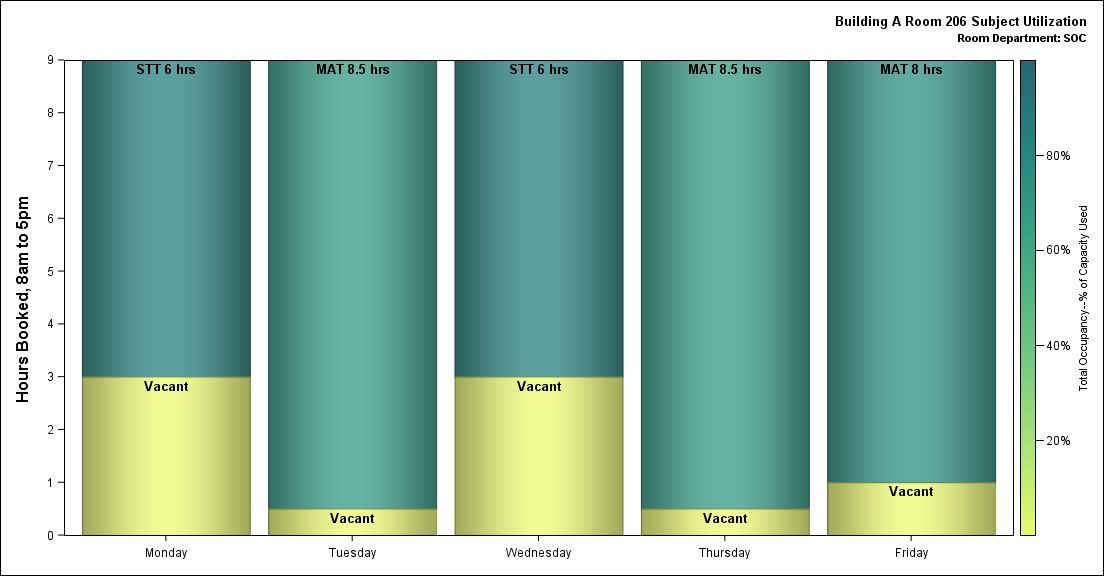 Building A Room 206 Subject Utilization
Room Department: SOC
Hours Booked, 8am to 5pm
9
8
7
6
5
4
3
2
1
0
STT 6 hrs
MAT 8.5 hrs
STT 6 hrs
MAT 8.5 hrs
MAT 8 hrs
Vacant
Vacant
Vacant
Vacant
Vacant
Monday
Tuesday
Wednesday
Thursday
Friday
80%
60%
40%
20%
Total Occupancy--% of Capacity Used